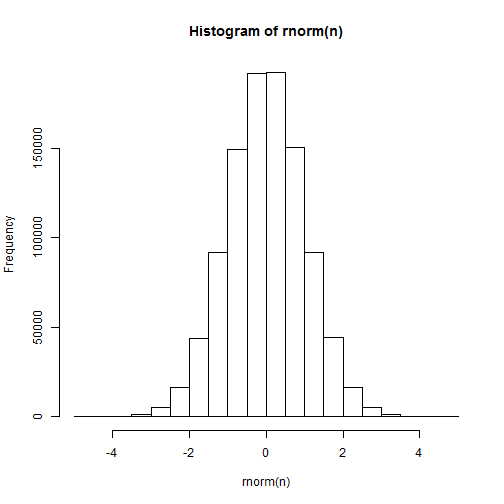 Histogram of rnorm(n)
Frequency
150000
100000
50000
0
-4 -2 0 2 4
rnorm(n)